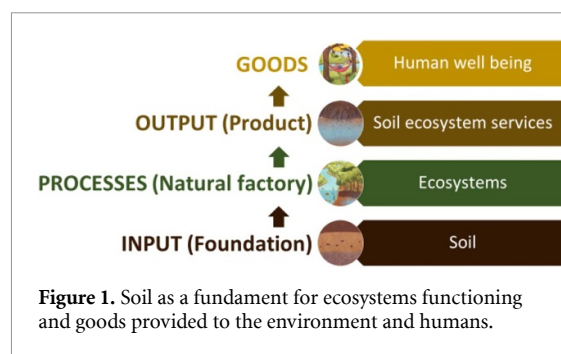 GOODS Human well being
OUTPUT (Product) Soil ecosystem services
PROCESSES (Natural factory) Ecosystems
INPUT (Foundation) Soil
Figure 1. Soil as a fundament for ecosystems functioning
and goods provided to the environment and humans.